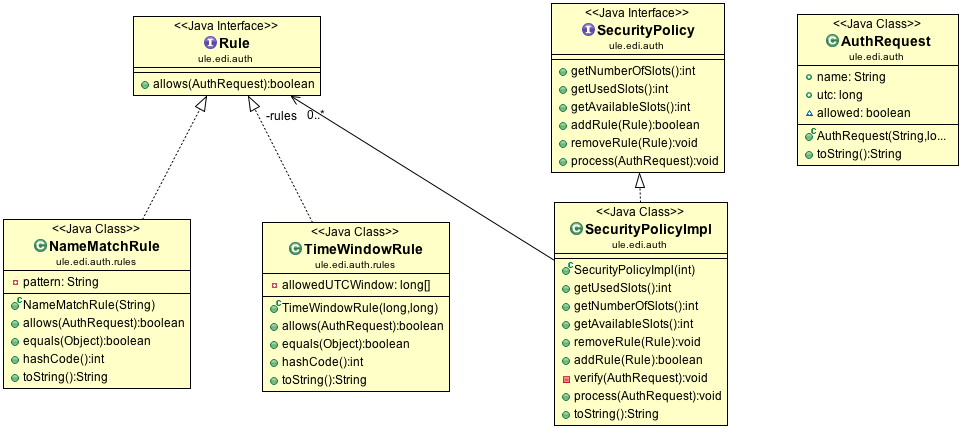 <<Java Interface>>
Rule
ule.edi.auth
allows(AuthRequest):boolean
<<Java Interface>>
SecurityPolicy
ule.edi.auth
getNumberOfSlots():int
getUsedSlots():int
getAvailableSlots():int
addRule(Rule):boolean
removeRule(Rule):void
process(AuthRequest):void
<<Java Class>>
AuthRequest
ule.edi.auth
name: String
utc: long
allowed: boolean
AuthRequest(String,lo...
toString():String
-rules 0..*
<<Java Class>>
NameMatchRule
ule.edi.auth.rules
pattern: String
NameMatchRule(String)
allows(AuthRequest):boolean
equals(Object):boolean
hashCode():int
toString():String
<<Java Class>>
TimeWindowRule
ule.edi.auth.rules
allowedUTCWindow: long[]
TimeWindowRule(long,long)
allows(AuthRequest):boolean
equals(Object):boolean
hashCode():int
toString():String
<<Java Class>>
SecurityPolicyImpl
ule.edi.auth
SecurityPolicyImpl(int)
getUsedSlots():int
getNumberOfSlots():int
getAvailableSlots():int
removeRule(Rule):void
addRule(Rule):boolean
verify(AuthRequest):void
process(AuthRequest):void
toString():String